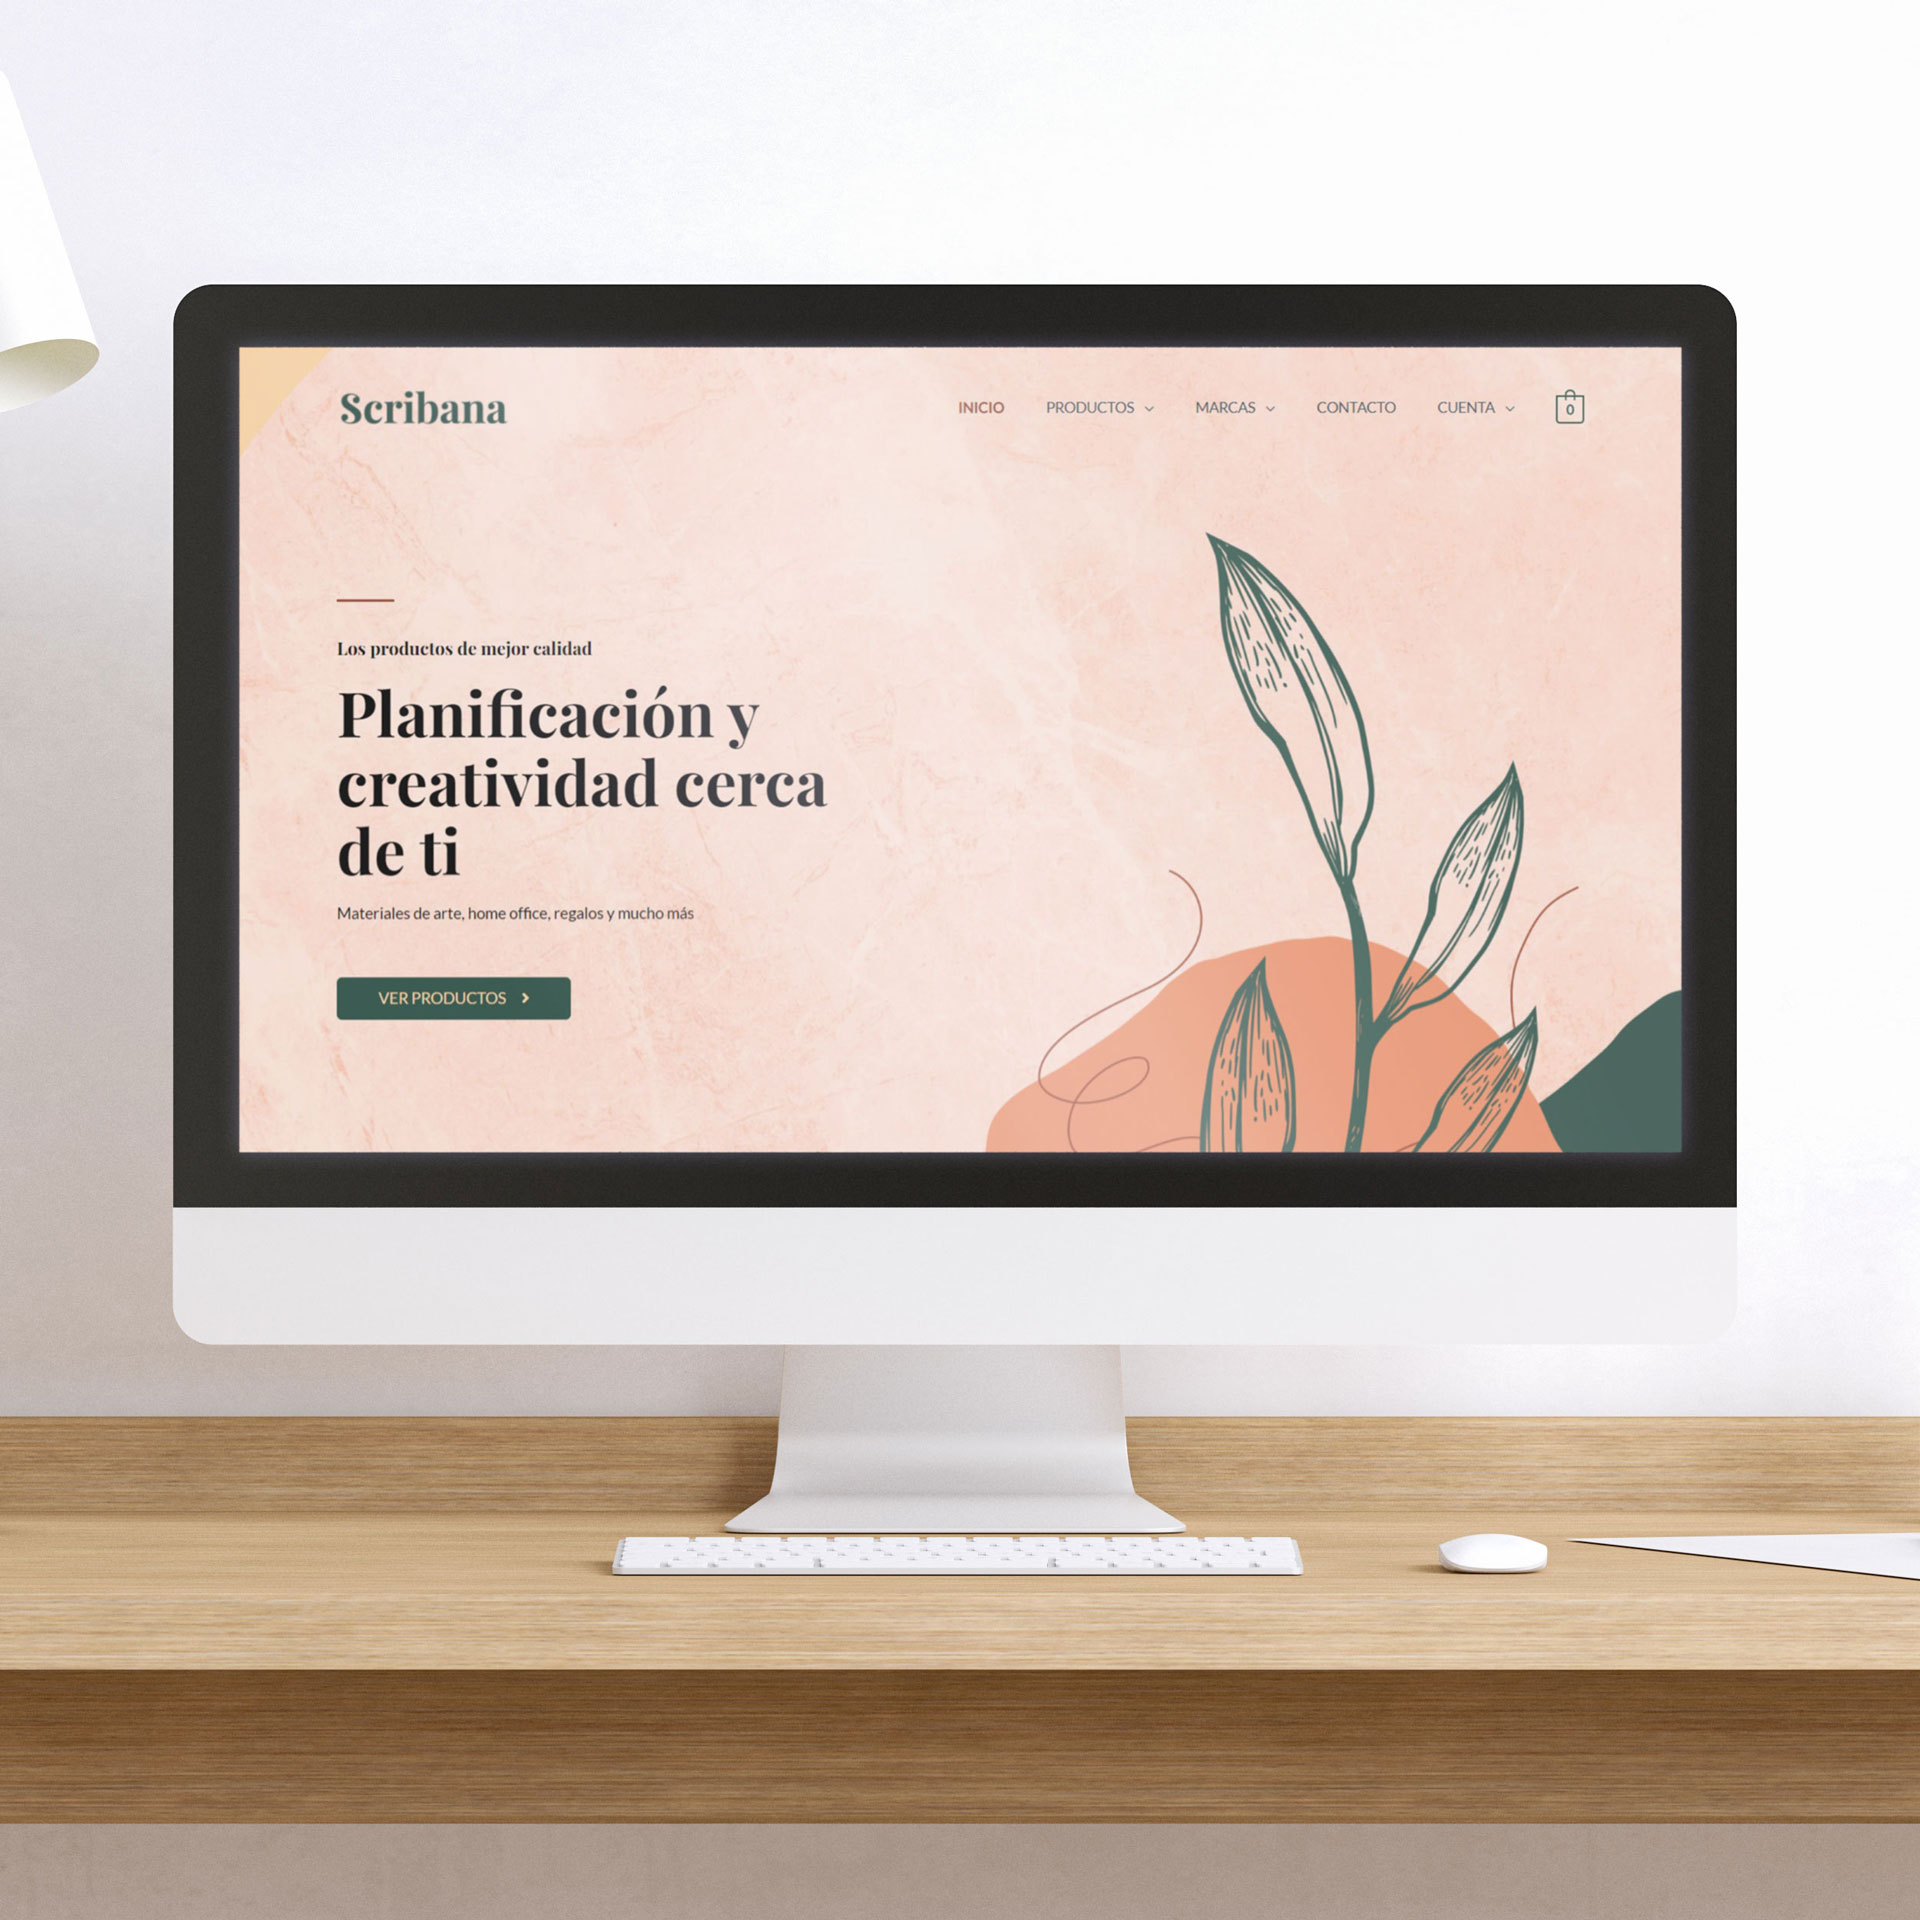 Scribana
INICIO PRODUCTOS MARCAS CONTACTO CUENTA 0
Los productos de mejor calidad
Planificación y
creatividad cerca
de ti
Materiales de arte, home office, regalos y mucho más
VER PRODUCTOS